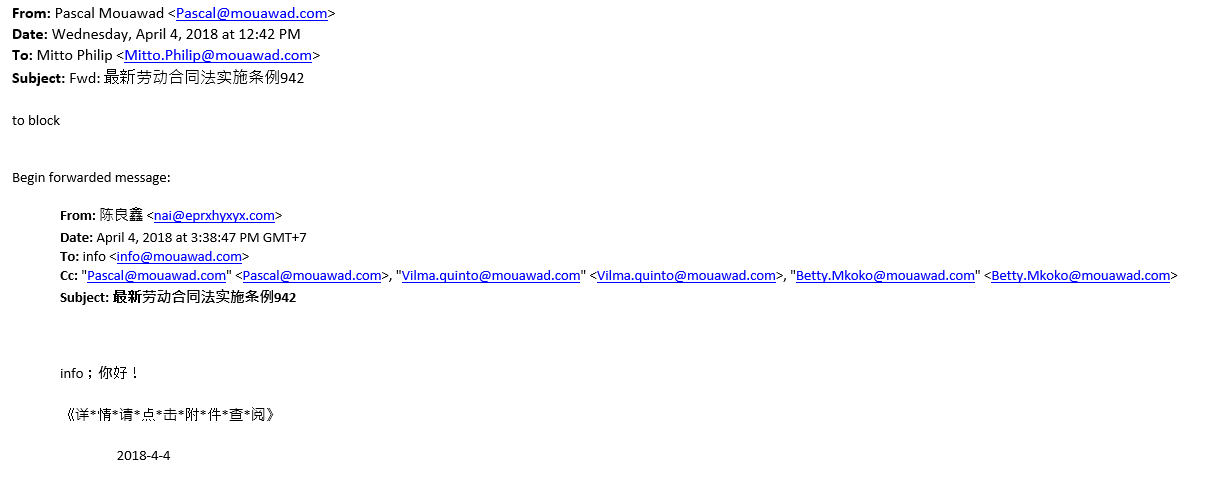 From: Pascal Mouawad <Pascal@mouawad.com>
Date: Wednesday, April 4, 2018 at 12:42 PM
To: Mitto Philip <Mitto.Philip@mouawad.com>
Subject: Fwd: 最新劳动合同法实施条例942
to block
Begin forwarded message:
From: 陈良鑫 <nai@eprxhyxyx.com>
Date: April 4, 2018 at 3:38:47 PM GMT+7
To: info <info@mouawad.com>
Cc: "Pascal@mouawad.com" <Pascal@mouawad.com>, "Vilma.quinto@mouawad.com" <Vilma.quinto@mouawad.com>, "Betty.Mkoko@mouawad.com" <Betty.Mkoko@mouawad.com>
Subject: 最新劳动合同法实施条例942
info；你好！
《详*情*请*点*击*附*件*查*阅》
2018-4-4